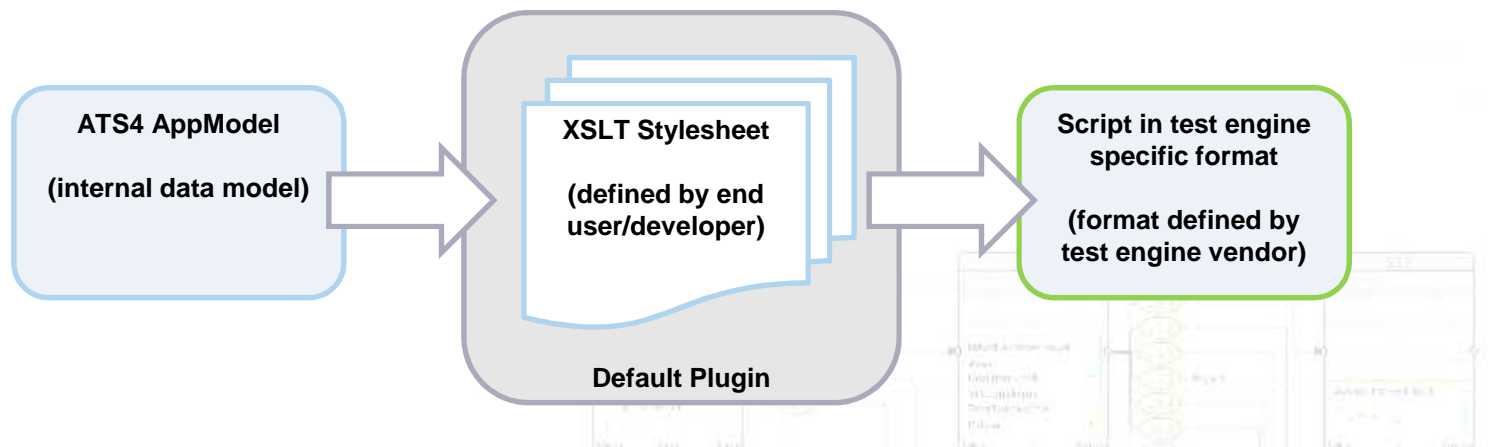 ATS4 AppModel
(internal data model)
XSLT Stylesheet
(defined by end
user/developer)
Default Plugin
Script in test engine
specific format
(format defined by
test engine vendor)